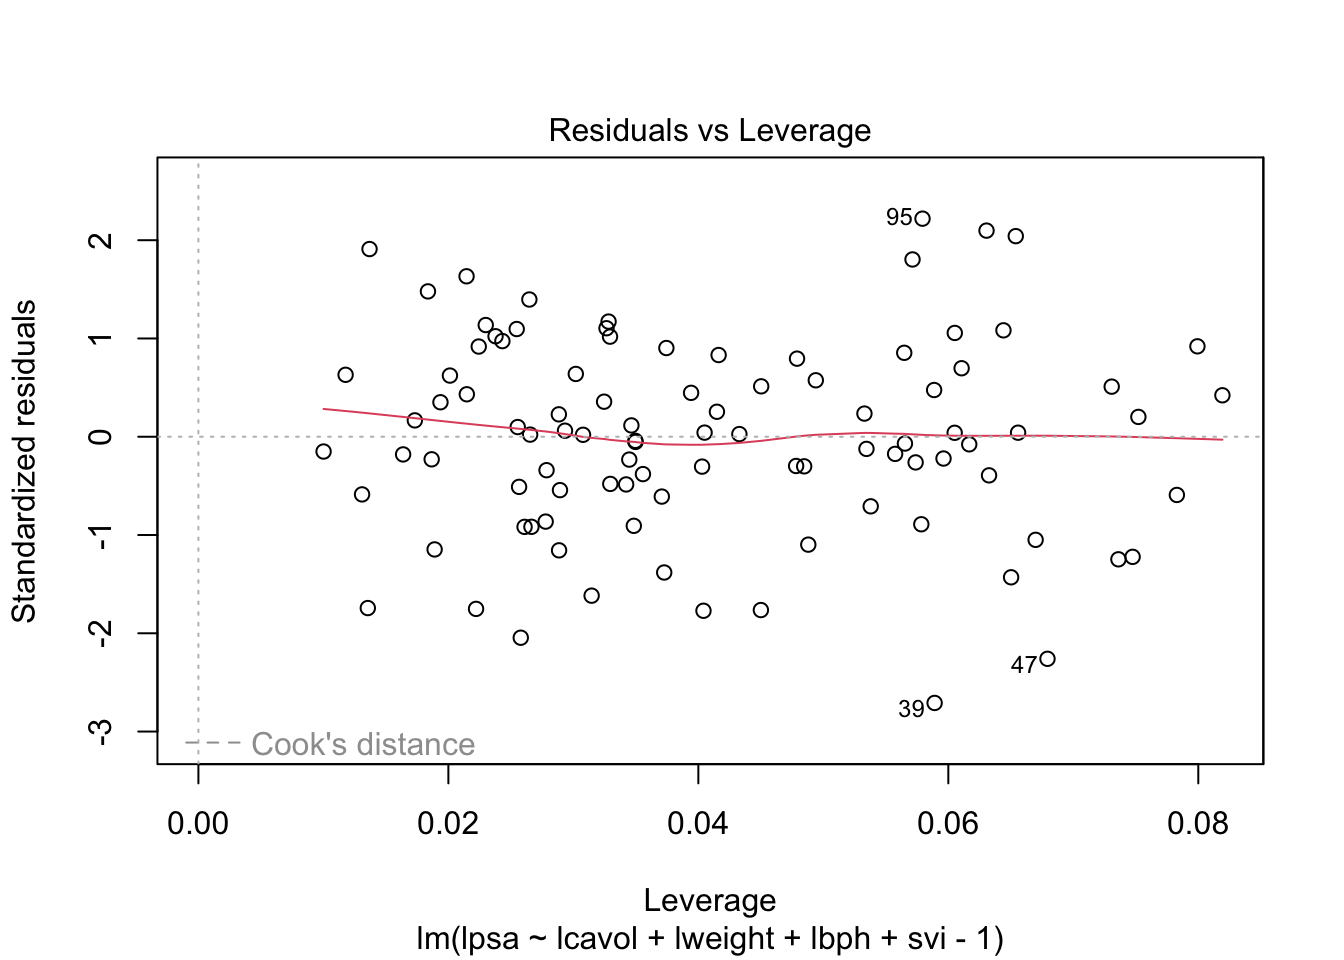 Residuals vs Leverage
Standardized residuals
2
1
0
-1
-2
-3
95
47
39
Cook's distance
0.00 0.02 0.04 0.06 0.08
Leverage
lm(lpsa ~ lcavol + lweight + lbph + svi - 1)